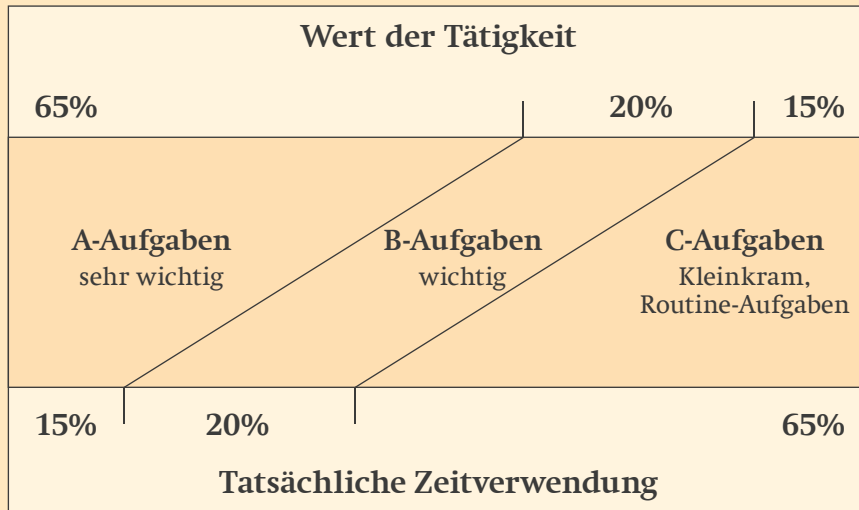 Wert der Tätigkeit
65% 20% 15%
A-Aufgaben B-Aufgaben C-Aufgaben
sehr wichtig wichtig Kleinkram,
Routine-Aufgaben
15% 20% 65%
Tatsächliche Zeitverwendung